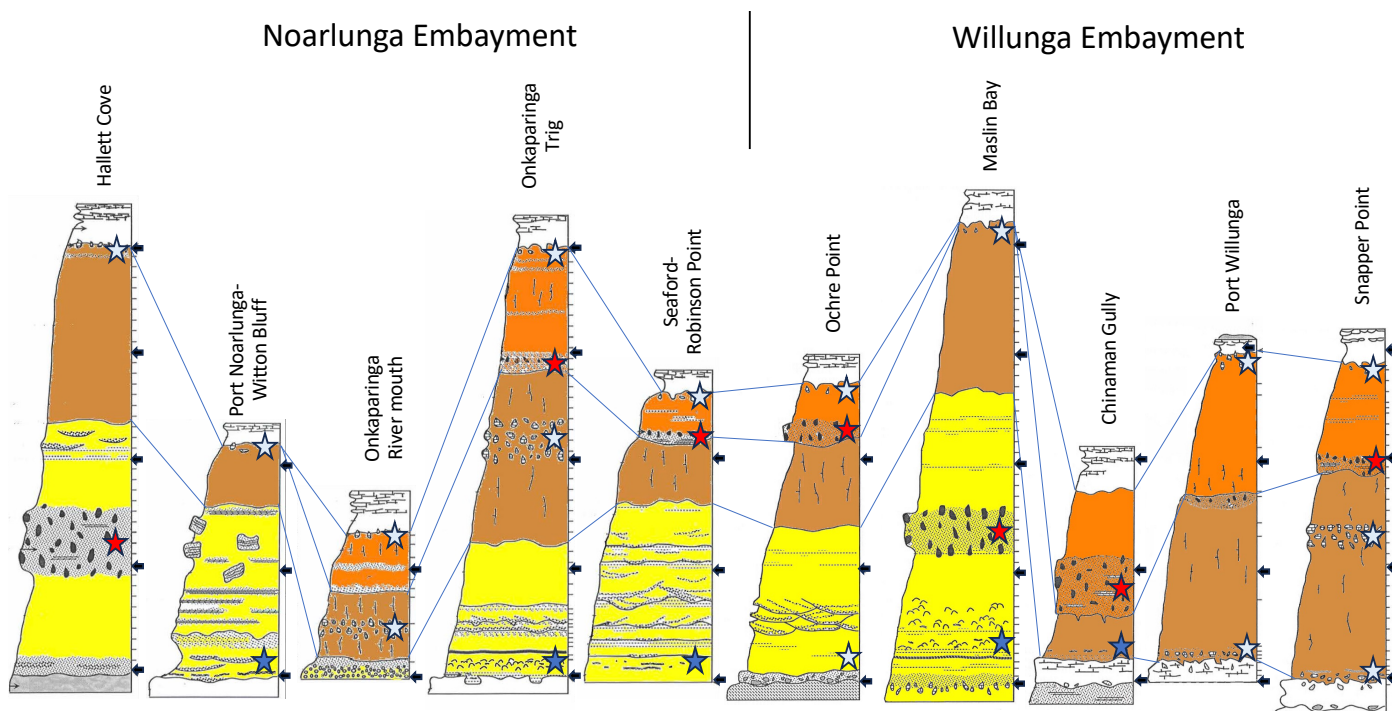 Noarlunga Embayment
Willunga Embayment
Hallett Cove
Port Noarlunga-
Witton Bluff
Onkaparinga
River mouth
Onkaparinga
Trig
Seaford-
Robinson Point
Ochre Point
Maslin Bay
Chinaman Gully
Port Willunga
Snapper Point